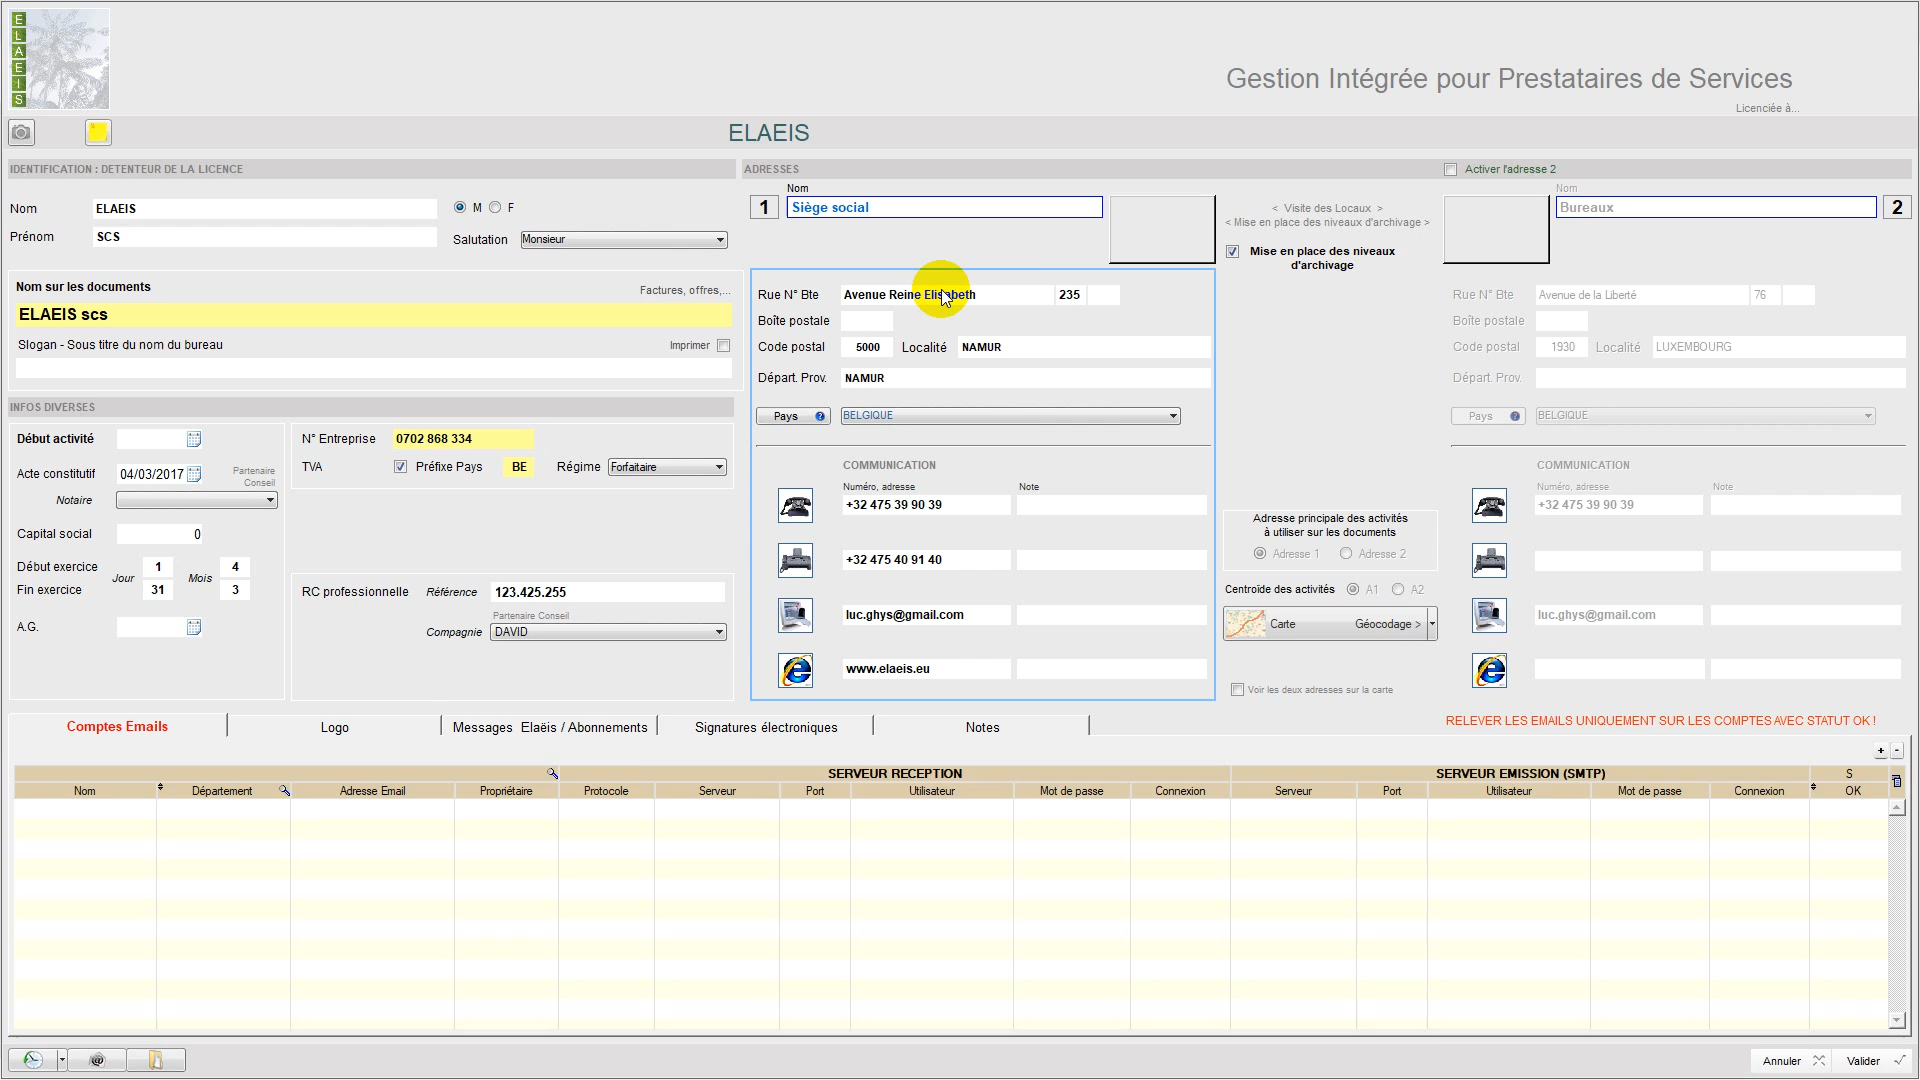 E
L
A
E
I
S
Gestion Intégrée pour Prestataires de Services
Licenciée à...
ELAEIS
IDENTIFICATION : DETENTEUR DE LA LICENCE
Nom ELAEIS M F
Prénom SCS Salutation Monsieur
Nom sur les documents Factures, offres,...
ELAEIS scs
Slogan - Sous titre du nom du bureau Imprimer
INFOS DIVERSES
Début activité
Acte constitutif 04/03/2017 Partenaire
Conseil
Notaire
Capital social 0
Début exercice 1 4
Jour Mois
Fin exercice 31 3
A.G.
N° Entreprise 0702 868 334
TVA Préfixe Pays BE Régime Forfaitaire
RC professionnelle Référence 123.425.255
Partenaire Conseil
Compagnie DAVID
ADRESSES
Nom
1 Siège social
Rue N° Bte Avenue Reine Elisabeth 235
Boîte postale
Code postal 5000 Localité NAMUR
Départ. Prov. NAMUR
Pays ? BELGIQUE
COMMUNICATION
Numéro, adresse Note
+32 475 39 90 39
+32 475 40 91 40
luc.ghys@gmail.com
www.elaeis.eu
< Visite des Locaux >
< Mise en place des niveaux d'archivage >
Mise en place des niveaux
d'archivage
Adresse principale des activités
à utiliser sur les documents
Adresse 1 Adresse 2
Centroïde des activités A1 A2
Carte Géocodage >
Voir les deux adresses sur la carte
Activer l'adresse 2
Nom
Bureaux 2
Rue N° Bte Avenue de la Liberté 76
Boîte postale
Code postal 1930 Localité LUXEMBOURG
Départ. Prov.
Pays ? BELGIQUE
COMMUNICATION
Numéro, adresse Note
+32 475 39 90 39
luc.ghys@gmail.com
Comptes Emails Logo Messages Elaëis / Abonnements Signatures électroniques Notes
RELEVER LES EMAILS UNIQUEMENT SUR LES COMPTES AVEC STATUT OK !
+ -
SERVEUR RECEPTION SERVEUR EMISSION (SMTP) S
Nom Département Adresse Email Propriétaire Protocole Serveur Port Utilisateur Mot de passe Connexion Serveur Port Utilisateur Mot de passe Connexion OK
@ Annuler Valider